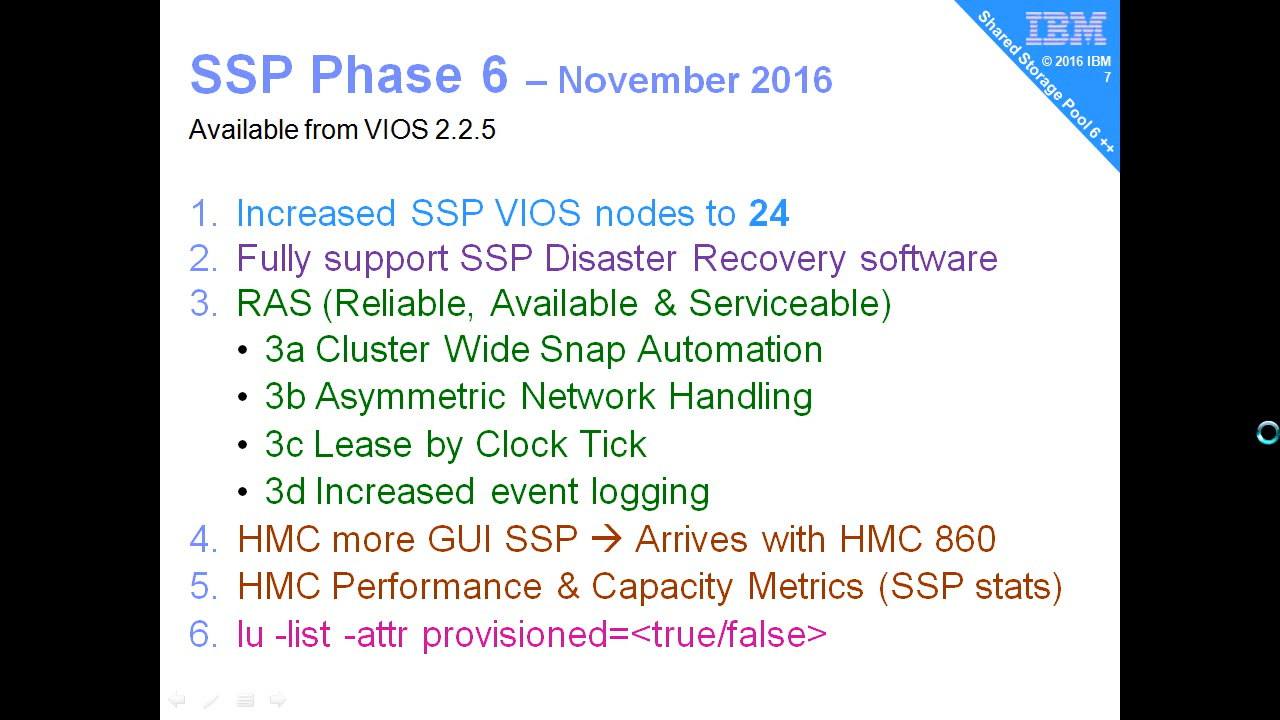 SSP Phase 6 – November 2016
Available from VIOS 2.2.5
IBM
© 2016 IBM
7
Shared Storage Pool 6 ++
1. Increased SSP VIOS nodes to 24
2. Fully support SSP Disaster Recovery software
3. RAS (Reliable, Available & Serviceable)
• 3a Cluster Wide Snap Automation
• 3b Asymmetric Network Handling
• 3c Lease by Clock Tick
• 3d Increased event logging
4. HMC more GUI SSP → Arrives with HMC 860
5. HMC Performance & Capacity Metrics (SSP stats)
6. lu -list -attr provisioned=<true/false>